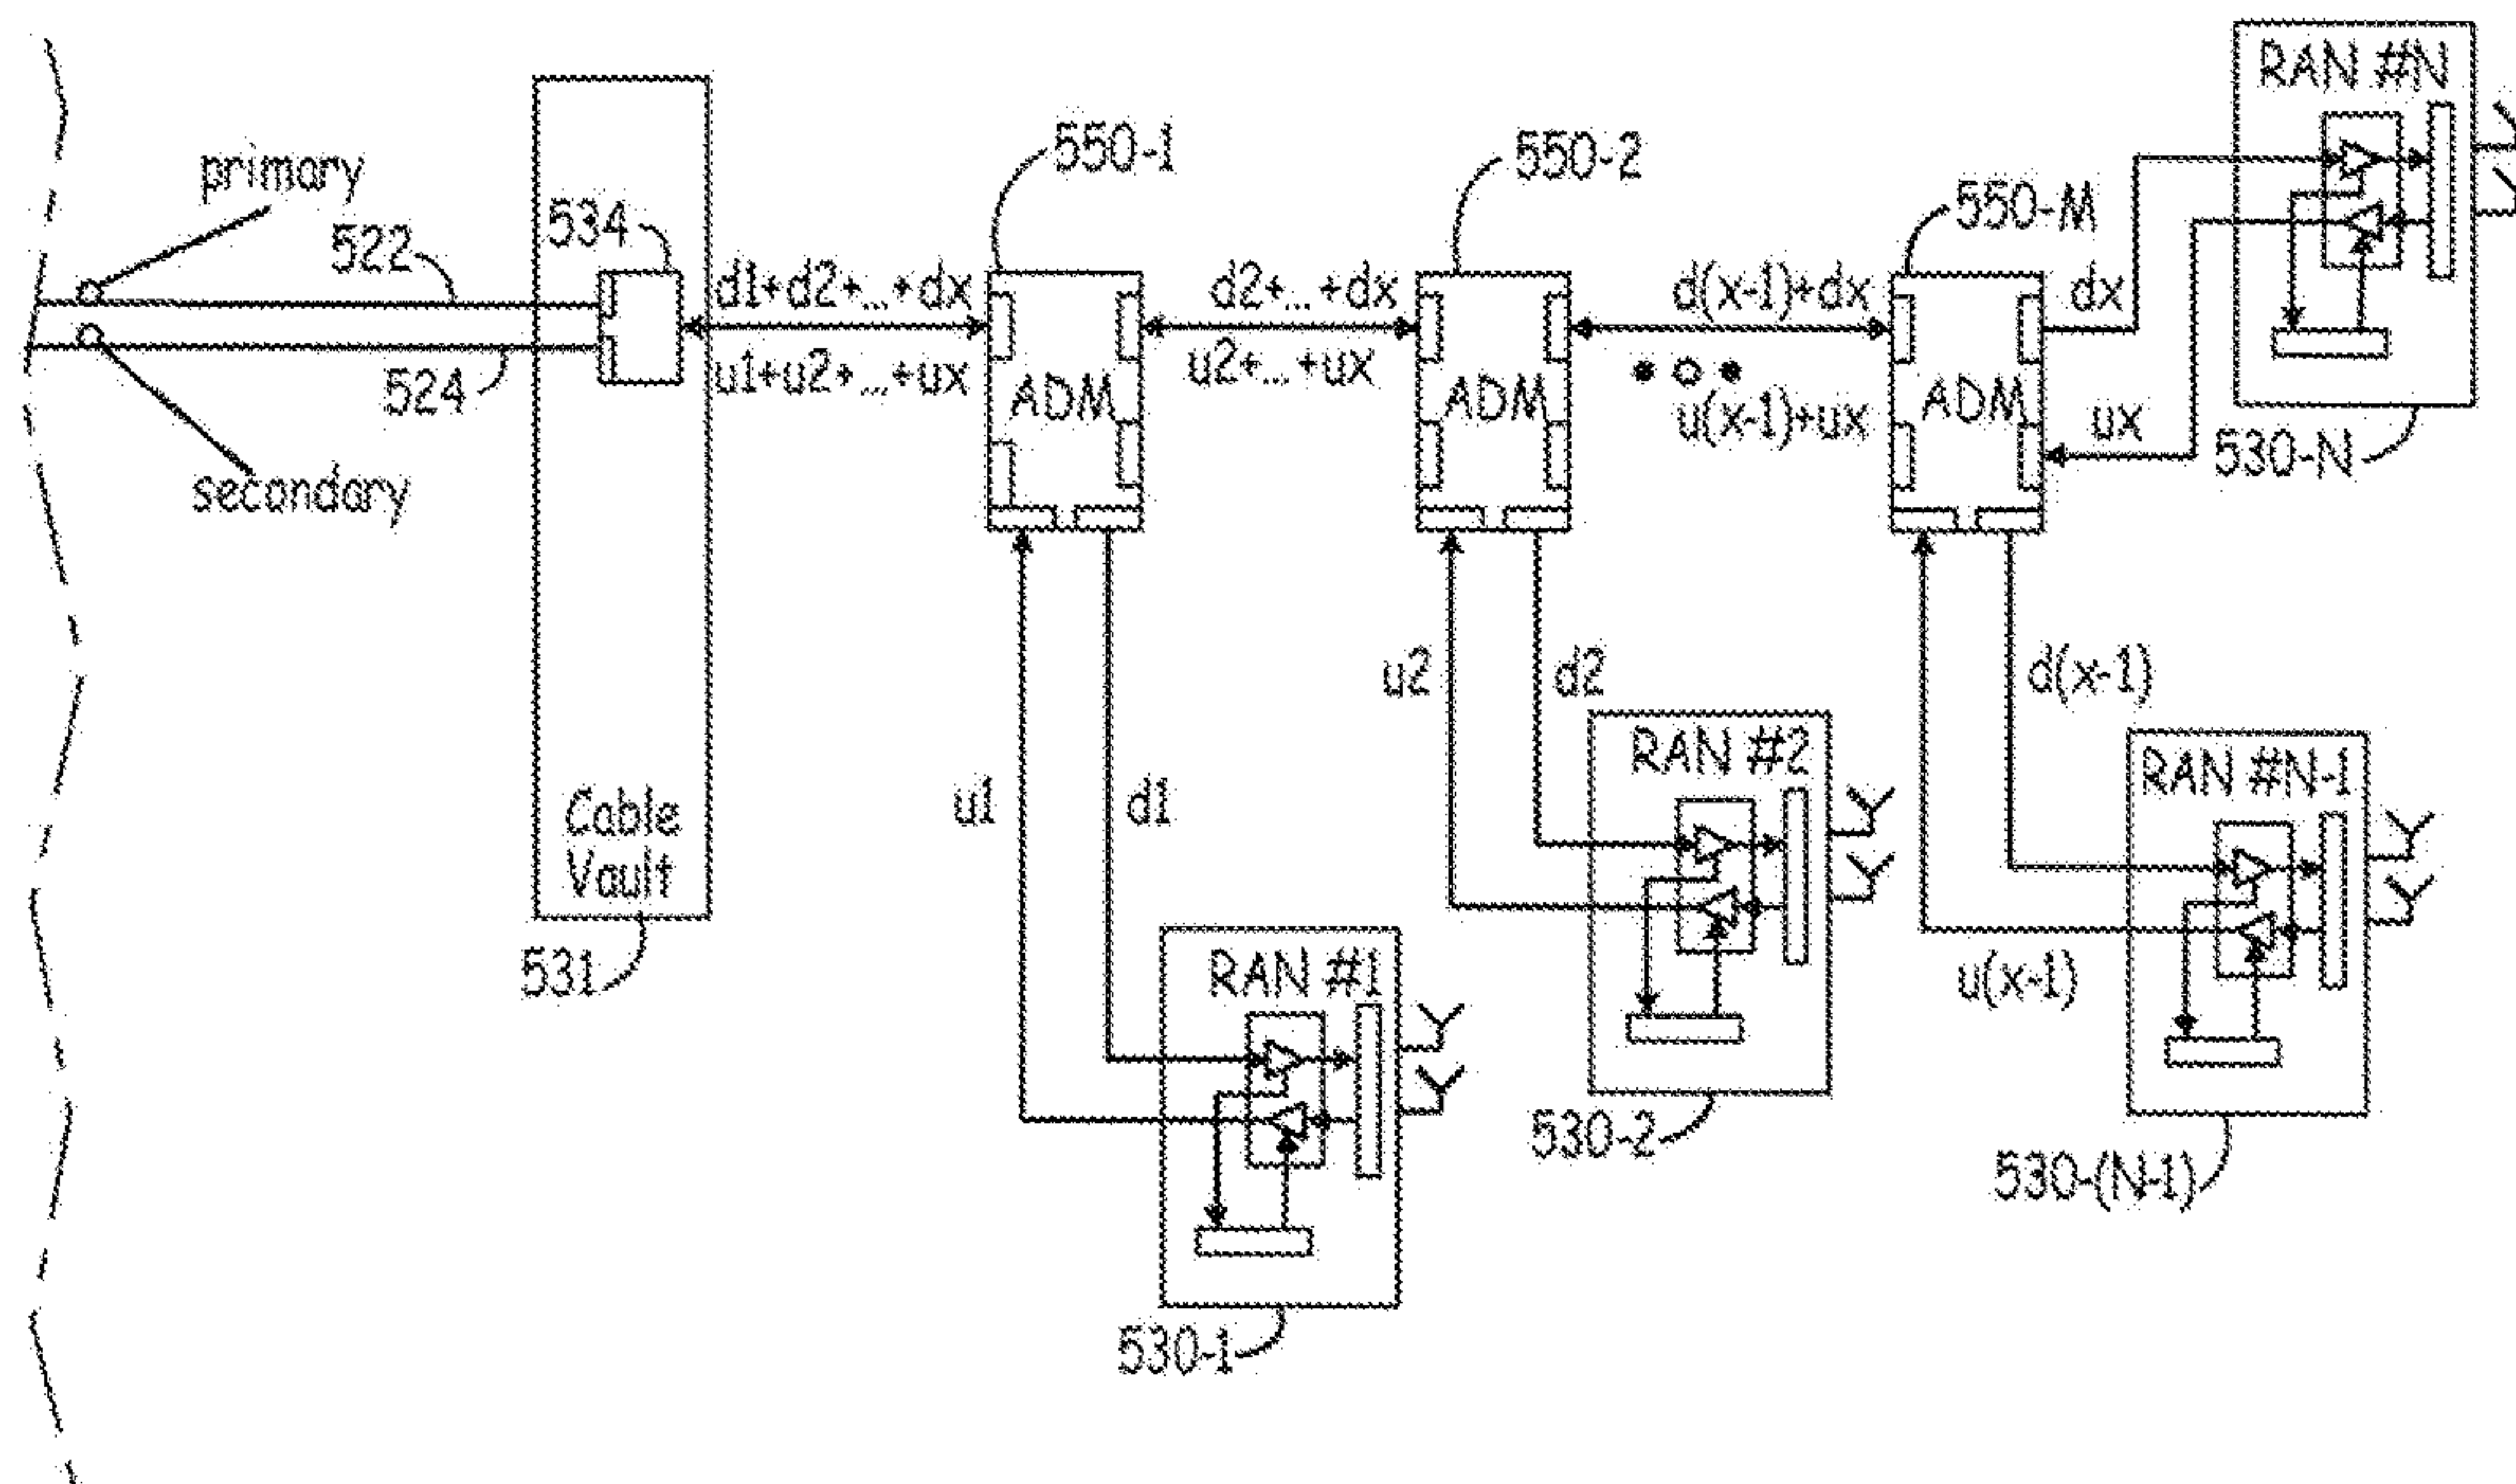 RAN #N
550-1
550-2
primary
550-M
534
522
d1+d2+...+dx
d2+...+dx
d(x-1)+dx
dx
u1+u2+...+ux
u2+...+ux
524
ADM
ADM
ADM
u(x-1)+ux
ux
530-N
secondary
u2
d2
d(x-1)
RAN #2
RAN #N-1
u1
d1
Cable
Vault
531
RAN #1
u(x-1)
530-2
530-(N-1)
530-1